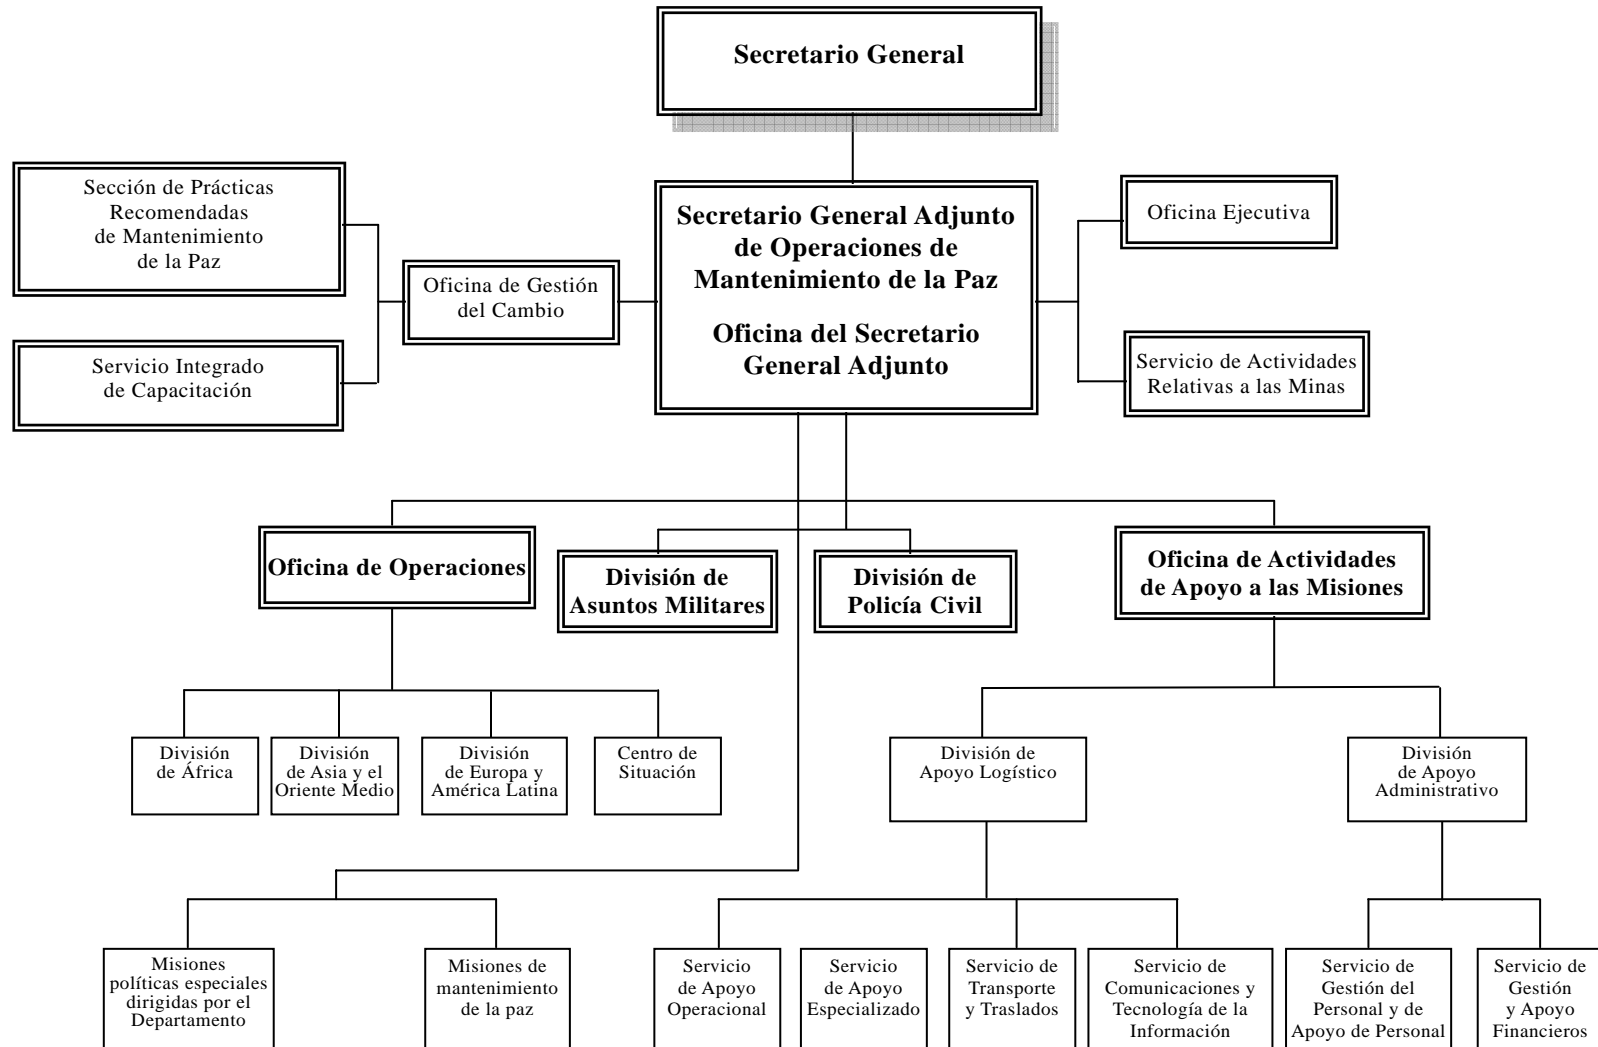 Secretario General
Sección de Prácticas
Recomendadas
de Mantenimiento
de la Paz
Servicio Integrado
de Capacitación
Oficina de Gestión
del Cambio
Secretario General Adjunto
de Operaciones de
Mantenimiento de la Paz
Oficina del Secretario
General Adjunto
Oficina Ejecutiva
Servicio de Actividades
Relativas a las Minas
Oficina de Operaciones
División de
Asuntos Militares
División de
Policía Civil
Oficina de Actividades
de Apoyo a las Misiones
División
de África
División
de Asia y el
Oriente Medio
División
de Europa y
América Latina
Centro de
Situación
División de
Apoyo Logístico
División
de Apoyo
Administrativo
Misiones
políticas especiales
dirigidas por el
Departamento
Misiones de
mantenimiento
de la paz
Servicio
de Apoyo
Operacional
Servicio
de Apoyo
Especializado
Servicio de
Transporte
y Traslados
Servicio de
Comunicaciones y
Tecnología de la
Información
Servicio de
Gestión del
Personal y de
Apoyo de Personal
Servicio de
Gestión
y Apoyo
Financieros